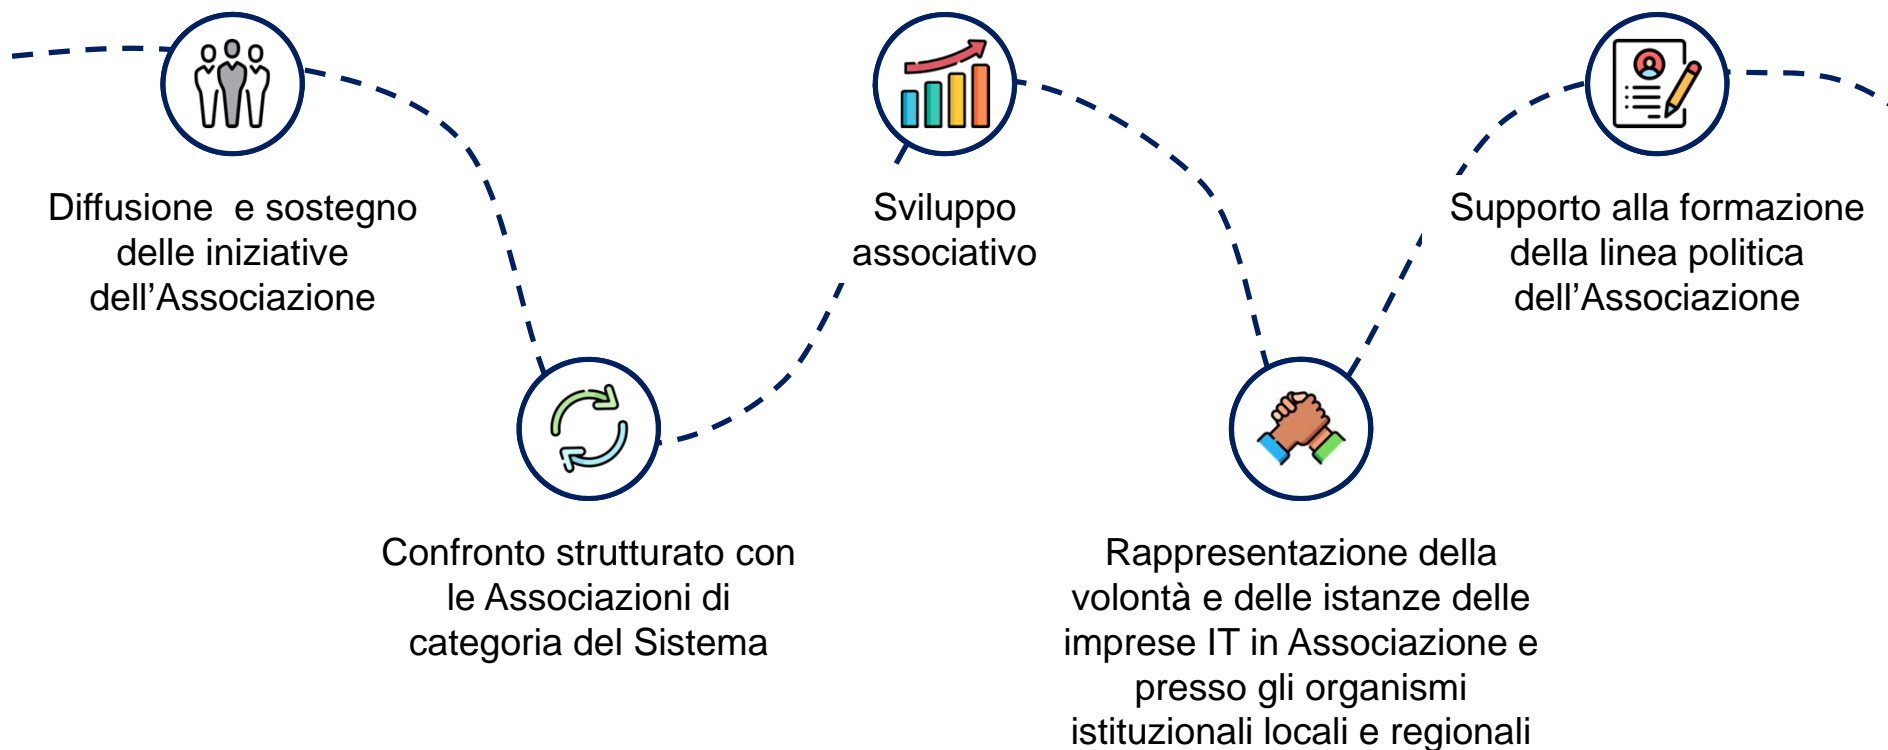 Diffusione e sostegno
delle iniziative
dell’Associazione
Confronto strutturato con
le Associazioni di
categoria del Sistema
Sviluppo
associativo
Rappresentazione della
volontà e delle istanze delle
imprese IT in Associazione e
presso gli organismi
istituzionali locali e regionali
Supporto alla formazione
della linea politica
dell’Associazione